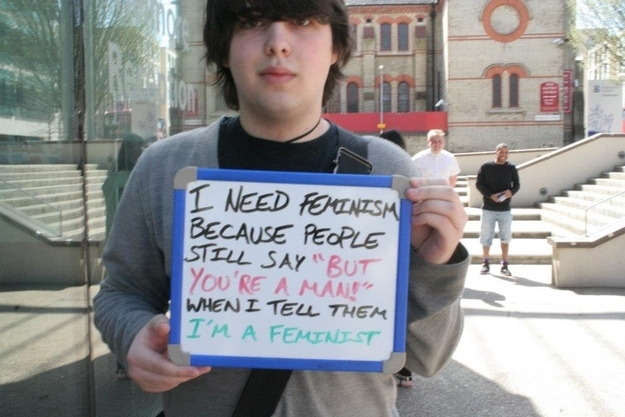 I NEED FEMINISM
BECAUSE PEOPLE
STILL SAY "BUT
YOU'RE A MAN!"
WHEN I TELL THEM
I'M A FEMINIST